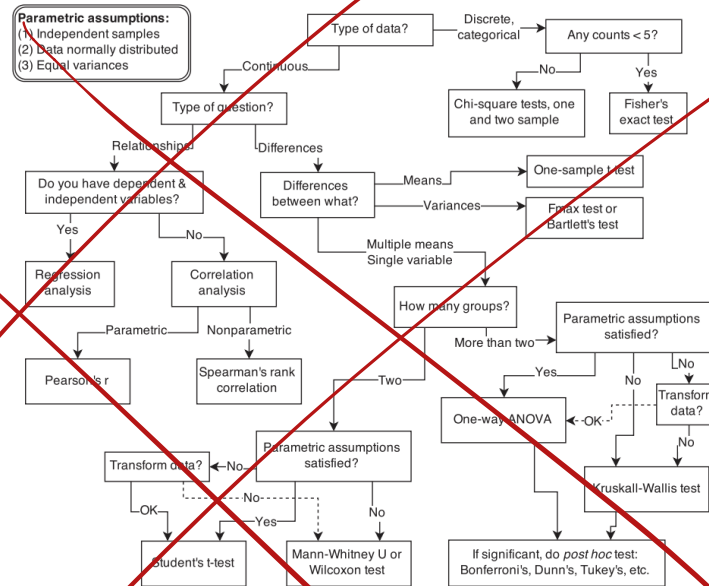 Parametric assumptions:
(1) Independent samples
(2) Data normally distributed
(3) Equal variances
Type of data?
Discrete,
categorical
Any counts < 5?
No
Yes
Chi-square tests, one
and two sample
Fisher's
exact test
Continuous
Type of question?
Relationships
Differences
Do you have dependent &
independent variables?
Differences
between what?
Means
One-sample t-test
Variances
Fmax test or
Bartlett's test
Yes
No
Regression
analysis
Correlation
analysis
Multiple means
Single variable
How many groups?
Parametric
Nonparametric
Pearson's r
Spearman's rank
correlation
More than two
Parametric assumptions
satisfied?
Two
Yes
No
No
Transform
data?
One-way ANOVA
OK
No
Kruskall-Wallis test
Parametric assumptions
satisfied?
No
Transform data?
OK
No
Yes
No
Student's t-test
Mann-Whitney U or
Wilcoxon test
If significant, do post hoc test:
Bonferroni's, Dunn's, Tukey's, etc.